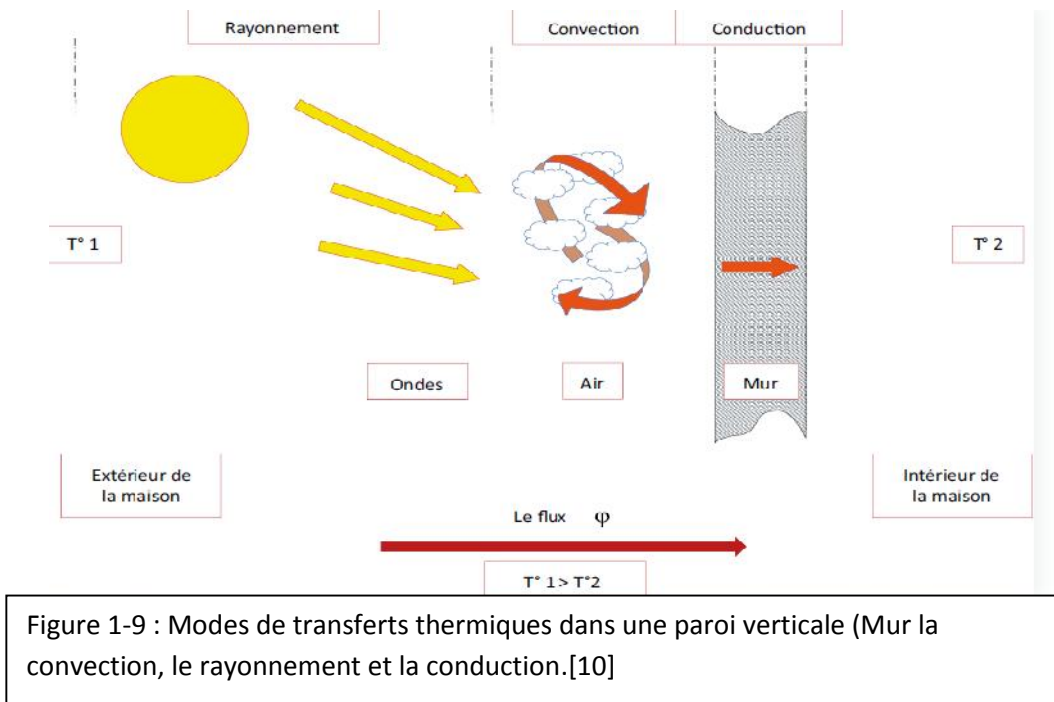 Rayonnement
Convection
Conduction
T° 1
T° 2
Ondes
Air
Mur
Extérieur de
la maison
Intérieur de
la maison
Le flux φ
T° 1> T°2
Figure 1-9 : Modes de transferts thermiques dans une paroi verticale (Mur la
convection, le rayonnement et la conduction.[10]